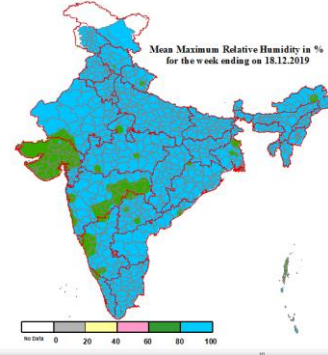 Mean Maximum Relative Humidity in %
for the week ending on 18.12.2019
No Data 0 20 40 60 80 100